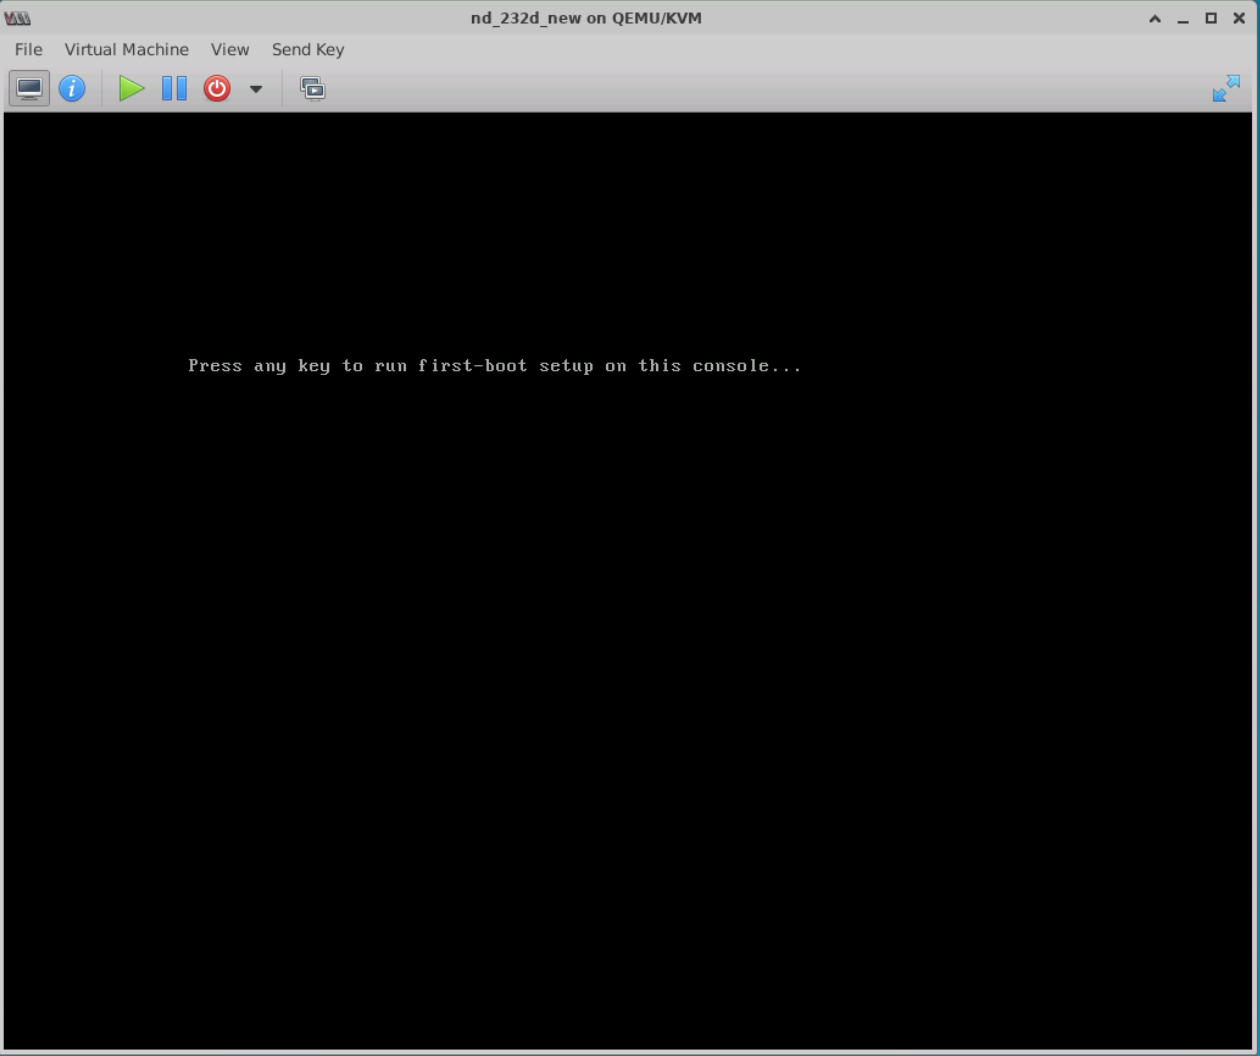 nd_232d_new on QEMU/KVM
File Virtual Machine View Send Key
Press any key to run first-boot setup on this console...